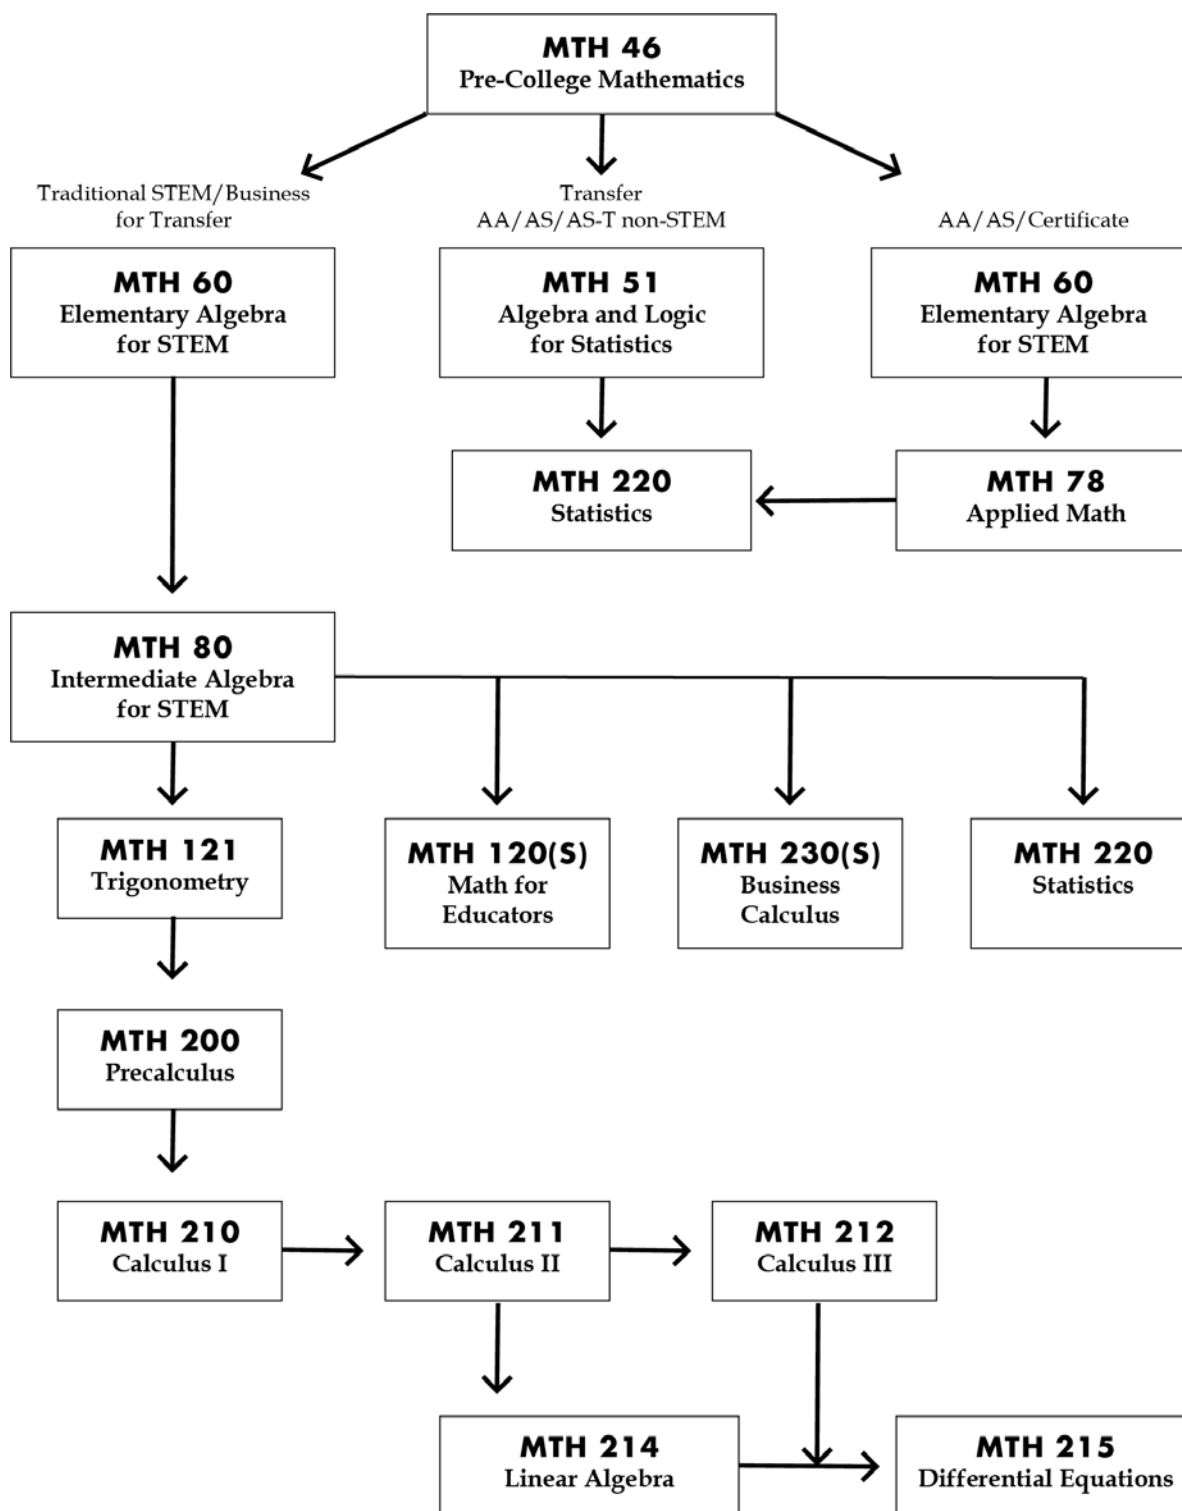 MTH 46
Pre-College Mathematics
Traditional STEM/Business
for Transfer
Transfer
AA/AS/AS-T non-STEM
AA/AS/Certificate
MTH 60
Elementary Algebra
for STEM
MTH 51
Algebra and Logic
for Statistics
MTH 60
Elementary Algebra
for STEM
MTH 220
Statistics
MTH 78
Applied Math
MTH 80
Intermediate Algebra
for STEM
MTH 121
Trigonometry
MTH 120(S)
Math for
Educators
MTH 230(S)
Business
Calculus
MTH 220
Statistics
MTH 200
Precalculus
MTH 210
Calculus I
MTH 211
Calculus II
MTH 212
Calculus III
MTH 214
Linear Algebra
MTH 215
Differential Equations